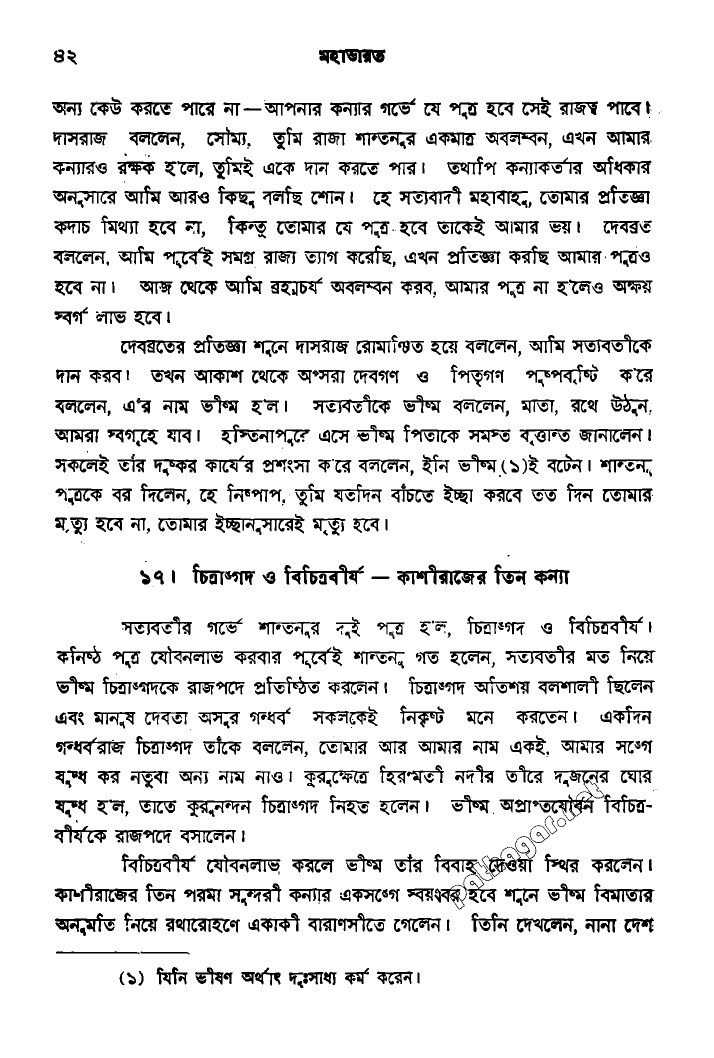 ৪২ মহাভারত
অন্য কেউ করতে পারে না—আপনার কন্যার গর্ভে যে পুত্র হবে সেই রাজত্ব পাবে।
দাসরাজ বললেন, সৌম্য, তুমি রাজা শান্তনুর একমাত্র অবলম্বন, এখন আমার
কন্যারও রক্ষক হ'লে, তুমিই একে দান করতে পার। তথাপি কন্যাকর্তার অধিকার
অনুসারে আমি আরও কিছু বলছি শোন। হে সত্যবাদী মহাবাহু, তোমার প্রতিজ্ঞা
কদাচ মিথ্যা হবে না, কিন্তু তোমার যে পুত্র হবে তাকেই আমার ভয়। দেবব্রত
বললেন, আমি পূর্বেই সমগ্র রাজ্য ত্যাগ করেছি, এখন প্রতিজ্ঞা করছি আমার পুত্রও
হবে না। আজ থেকে আমি ব্রহ্মচর্য অবলম্বন করব, আমার পুত্র না হ'লেও অক্ষয়
স্বর্গ লাভ হবে।
দেবব্রতের প্রতিজ্ঞা শুনে দাসরাজ রোমাঞ্চিত হয়ে বললেন, আমি সত্যবতীকে
দান করব। তখন আকাশ থেকে অপ্সরা দেবগণ ও পিতৃগণ পুষ্পবৃষ্টি ক'রে
বললেন, এ'র নাম ভীষ্ম হ'ল। সত্যবতীকে ভীষ্ম বললেন, মাতা, রথে উঠুন,
আমরা স্বগৃহে যাব। হস্তিনাপুরে এসে ভীষ্ম পিতাকে সমস্ত বৃত্তান্ত জানালেন।
সকলেই তাঁর দুষ্কর কার্যের প্রশংসা ক'রে বললেন, ইনি ভীষ্ম(১)ই বটেন। শান্তনু
পুত্রকে বর দিলেন, হে নিষ্পাপ, তুমি যতদিন বাঁচতে ইচ্ছা করবে তত দিন তোমার
মৃত্যু হবে না, তোমার ইচ্ছানুসারেই মৃত্যু হবে।
১৭। চিত্রাঙ্গদ ও বিচিত্রবীর্য — কাশীরাজের তিন কন্যা
সত্যবতীর গর্ভে শান্তনুর দুই পুত্র হ'ল, চিত্রাঙ্গদ ও বিচিত্রবীর্য।
কনিষ্ঠ পুত্র যৌবনলাভ করবার পূর্বেই শান্তনু গত হলেন, সত্যবতীর মত নিয়ে
ভীষ্ম চিত্রাঙ্গদকে রাজপদে প্রতিষ্ঠিত করলেন। চিত্রাঙ্গদ অতিশয় বলশালী ছিলেন
এবং মানুষ দেবতা অসুর গন্ধর্ব সকলকেই নিকৃষ্ট মনে করতেন। একদিন
গন্ধর্বরাজ চিত্রাঙ্গদ তাঁকে বললেন, তোমার আর আমার নাম একই, আমার সঙ্গে
যুদ্ধ কর নতুবা অন্য নাম নাও। কুরুক্ষেত্রে হিরণ্মতী নদীর তীরে দুজনের ঘোর
যুদ্ধ হ'ল, তাতে কুরুনন্দন চিত্রাঙ্গদ নিহত হলেন। ভীষ্ম অপ্রাপ্তযৌবন বিচিত্র-
বীর্যকে রাজপদে বসালেন।
বিচিত্রবীর্য যৌবনলাভ করলে ভীষ্ম তাঁর বিবাহ দেওয়া স্থির করলেন।
কাশীরাজের তিন পরমা সুন্দরী কন্যার একসঙ্গে স্বয়ংবর হবে শুনে ভীষ্ম বিমাতার
অনুমতি নিয়ে রথারোহণে একাকী বারাণসীতে গেলেন। তিনি দেখলেন, নানা দেশ
(১) যিনি ভীষণ অর্থাৎ দুঃসাধ্য কর্ম করেন।
pathagar.net